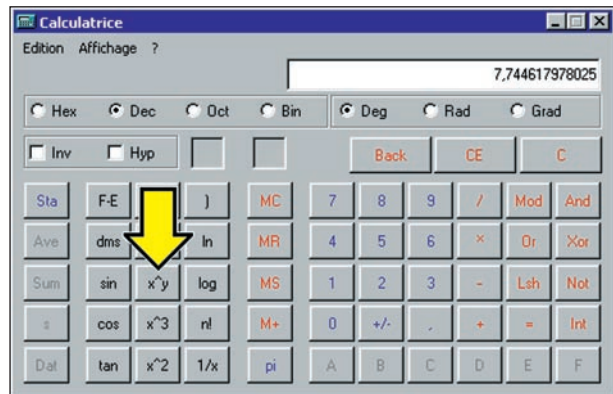 Calculatrice
Edition Affichage ?
7,744617978025
Hex Dec Oct Bin Deg Rad Grad
Inv Hyp Back CE C
Sta F-E ) MC 7 8 9 / Mod And
Ave dms ln MR 4 5 6 × Or Xor
Sum sin x^y log MS 1 2 3 - Lsh Not
s cos x^3 n! M+ 0 +/- , + = Int
Dat tan x^2 1/x pi A B C D E F